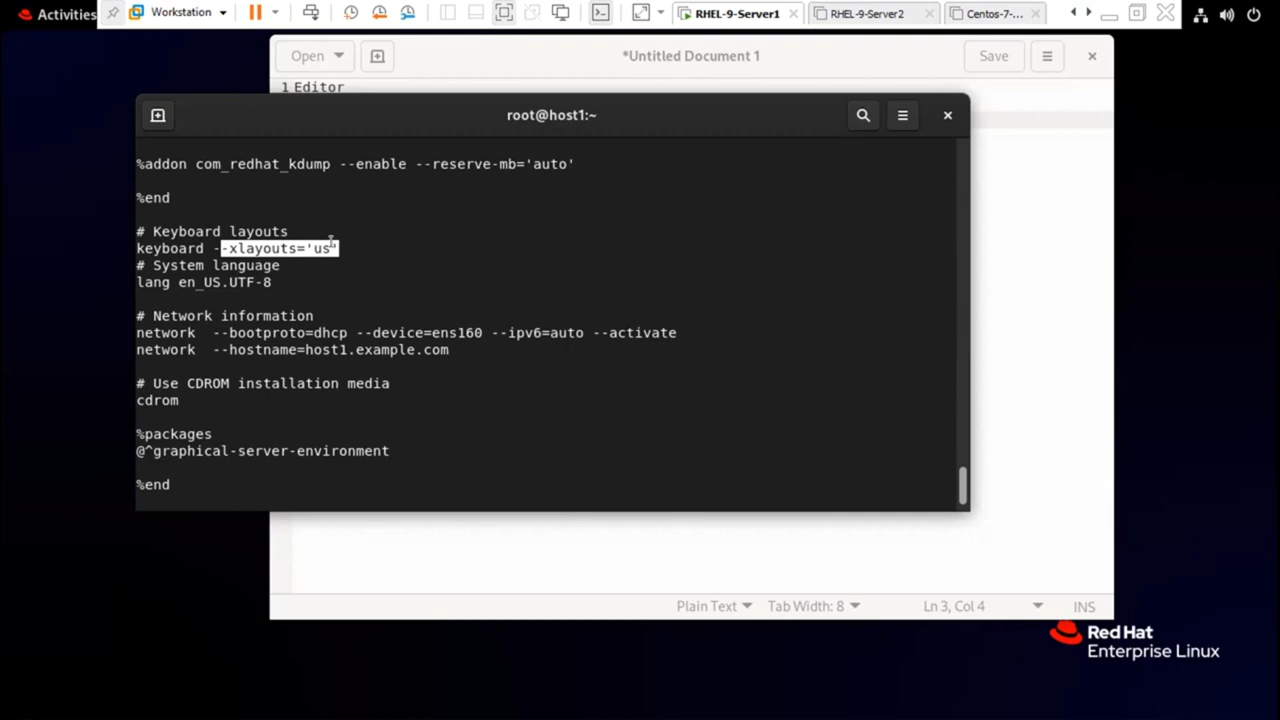 Activities
Workstation
RHEL-9-Server1
RHEL-9-Server2
Centos-7-...
Open
*Untitled Document 1
Save
1 Editor
root@host1:~
%addon com_redhat_kdump --enable --reserve-mb='auto'
%end
# Keyboard layouts
keyboard --xlayouts='us'
# System language
lang en_US.UTF-8
# Network information
network  --bootproto=dhcp --device=ens160 --ipv6=auto --activate
network  --hostname=host1.example.com
# Use CDROM installation media
cdrom
%packages
@^graphical-server-environment
%end
Plain Text
Tab Width: 8
Ln 3, Col 4
INS
Red Hat
Enterprise Linux